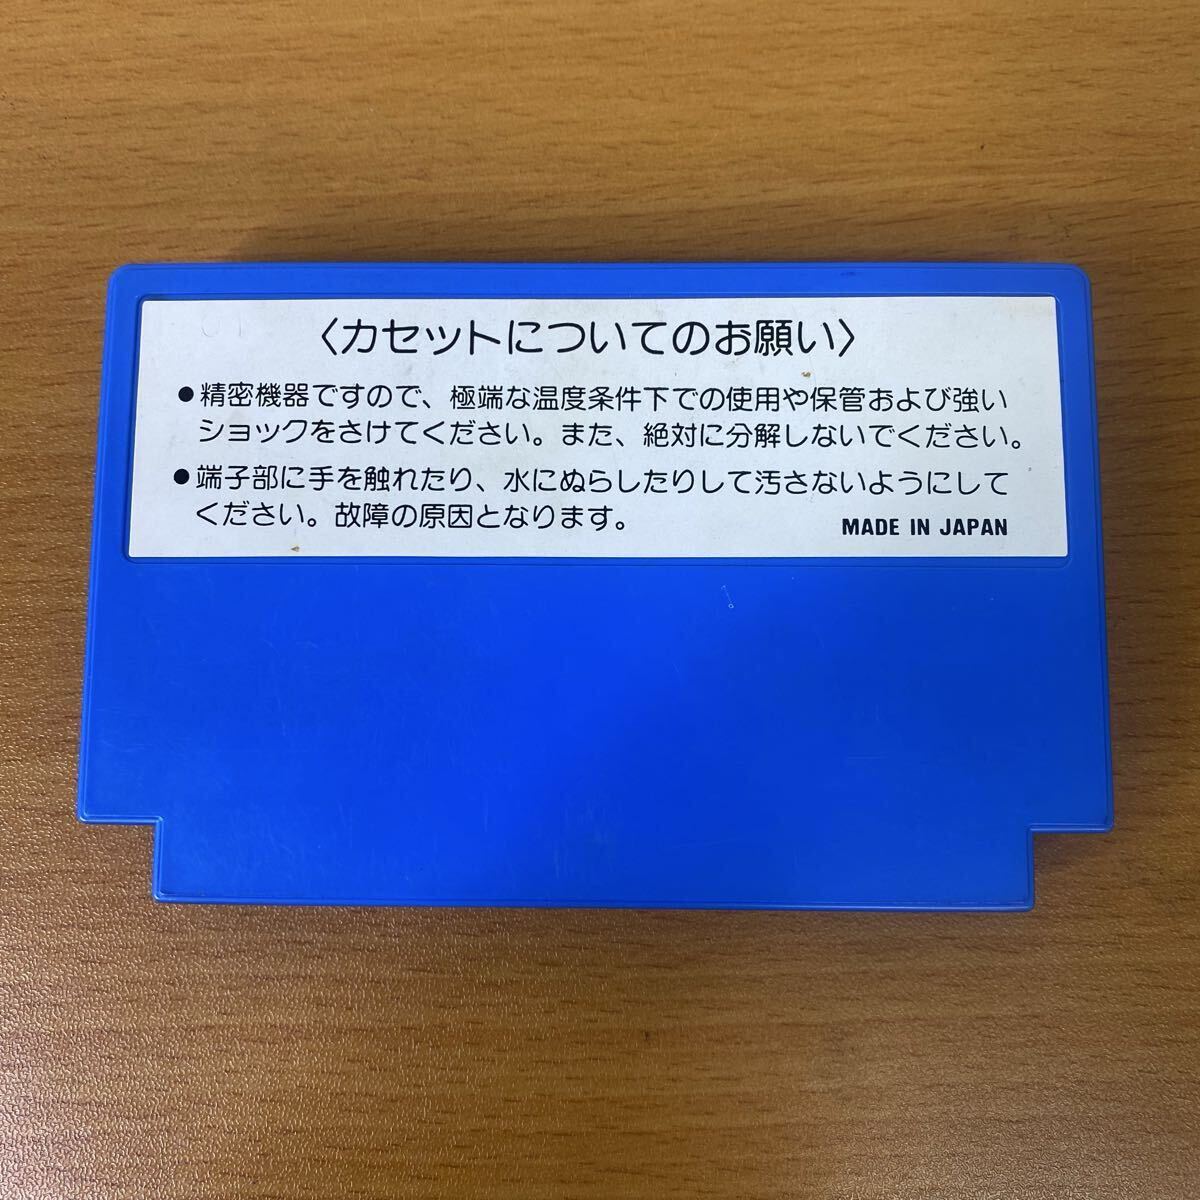 〈カセットについてのお願い〉
●精密機器ですので、極端な温度条件下での使用や保管および強い
ショックをさけてください。また、絶対に分解しないでください。
●端子部に手を触れたり、水にぬらしたりして汚さないようにして
ください。故障の原因となります。
MADE IN JAPAN